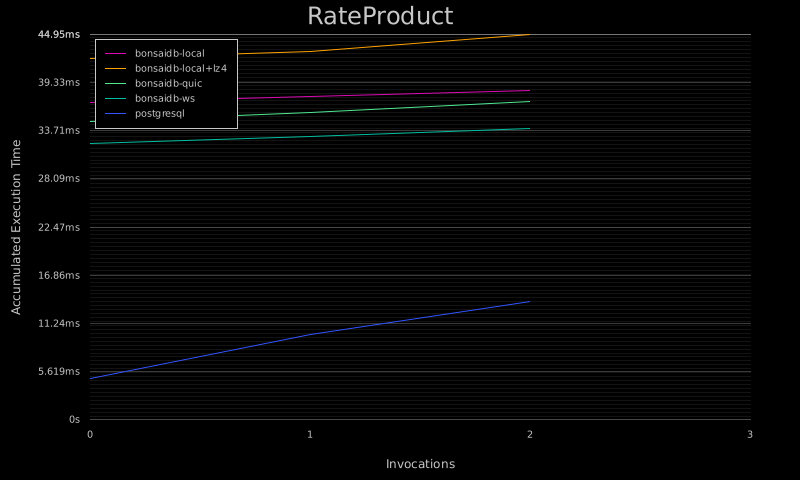 RateProduct
44.95ms
39.33ms
33.71ms
28.09ms
22.47ms
16.86ms
11.24ms
5.619ms
0s
bonsaidb-local
bonsaidb-local+lz4
bonsaidb-quic
bonsaidb-ws
postgresql
Accumulated Execution Time
0 1 2 3
Invocations